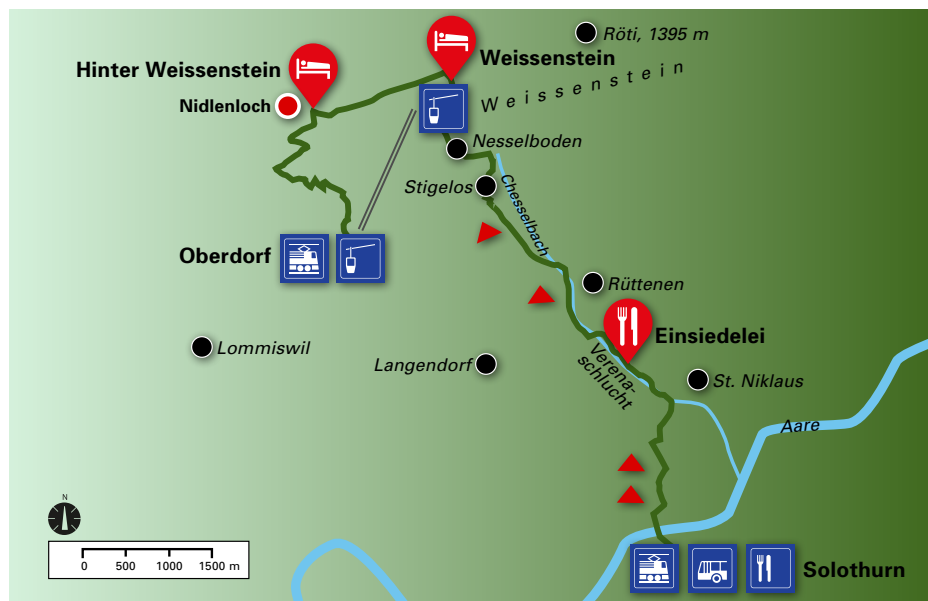 Röti, 1395 m
Weissenstein
Hinter Weissenstein
Weissenstein
Nidlenloch
Nesselboden
Stigelos
Chesselbach
Oberdorf
Rüttenen
Einsiedelei
Lommiswil
Langendorf
Verena-
schlucht
St. Niklaus
Aare
N
0 500 1000 1500 m
Solothurn